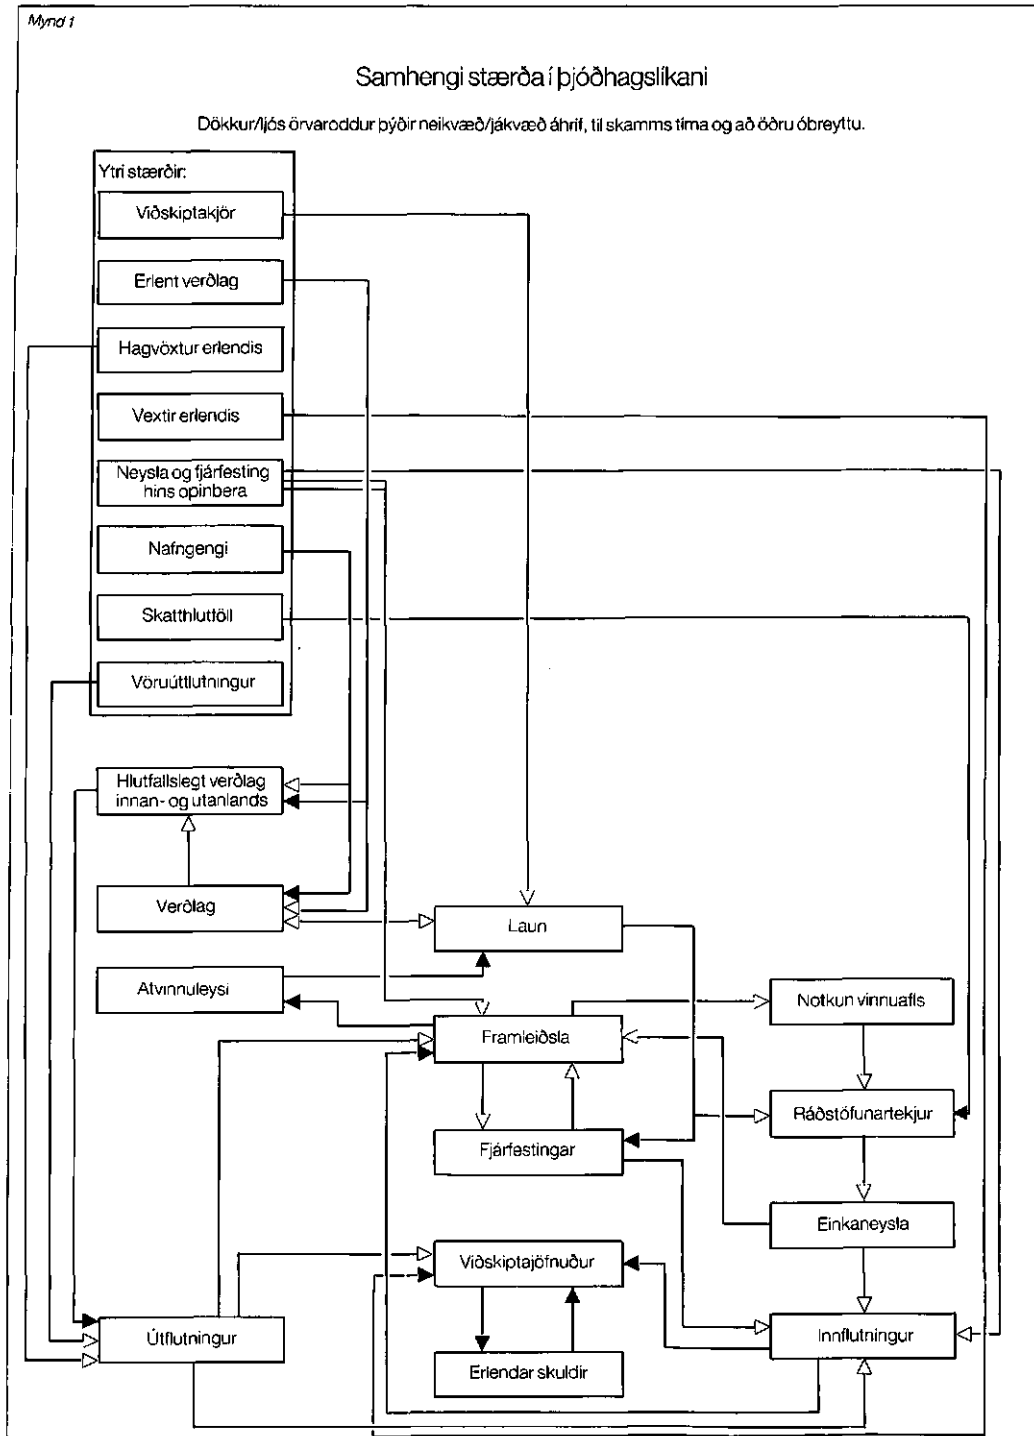 Mynd 1
Samhengi stærða í þjóðhagslíkani
Dökkur/ljós örvaroddur þýðir neikvæð/jákvæð áhrif, til skamms tíma og að öðru óbreyttu.
Ytri stærðir:
Viðskiptakjör
Erlent verðlag
Hagvöxtur erlendis
Vextir erlendis
Neysla og fjárfesting
hins opinbera
Nafngengi
Skatthlutföll
Vöruútflutningur
Hlutfallslegt verðlag
innan- og utanlands
Verðlag
Laun
Atvinnuleysi
Notkun vinnuafls
Framleiðsla
Ráðstöfunartekjur
Fjárfestingar
Einkaneysla
Viðskiptajöfnuður
Útflutningur
Innflutningur
Erlendar skuldir